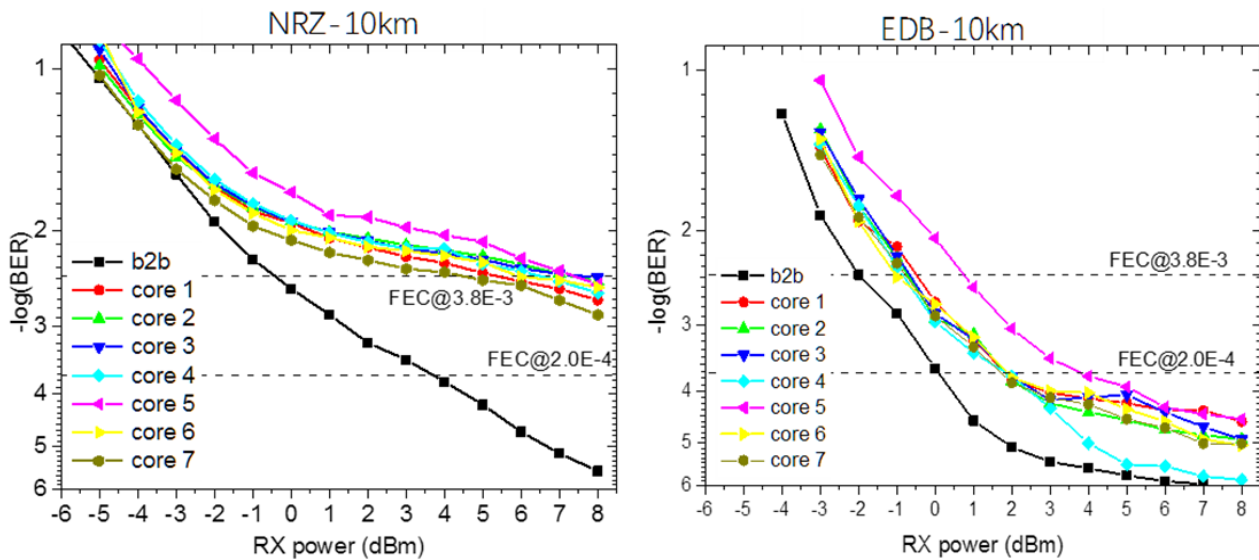 NRZ-10km
1
2
3
4
5
6
-log(BER)
FEC@3.8E-3
FEC@2.0E-4
b2b
core 1
core 2
core 3
core 4
core 5
core 6
core 7
-6 -5 -4 -3 -2 -1 0 1 2 3 4 5 6 7 8
RX power (dBm)
EDB-10km
1
2
3
4
5
6
-log(BER)
FEC@3.8E-3
FEC@2.0E-4
b2b
core 1
core 2
core 3
core 4
core 5
core 6
core 7
-6 -5 -4 -3 -2 -1 0 1 2 3 4 5 6 7 8
RX power (dBm)